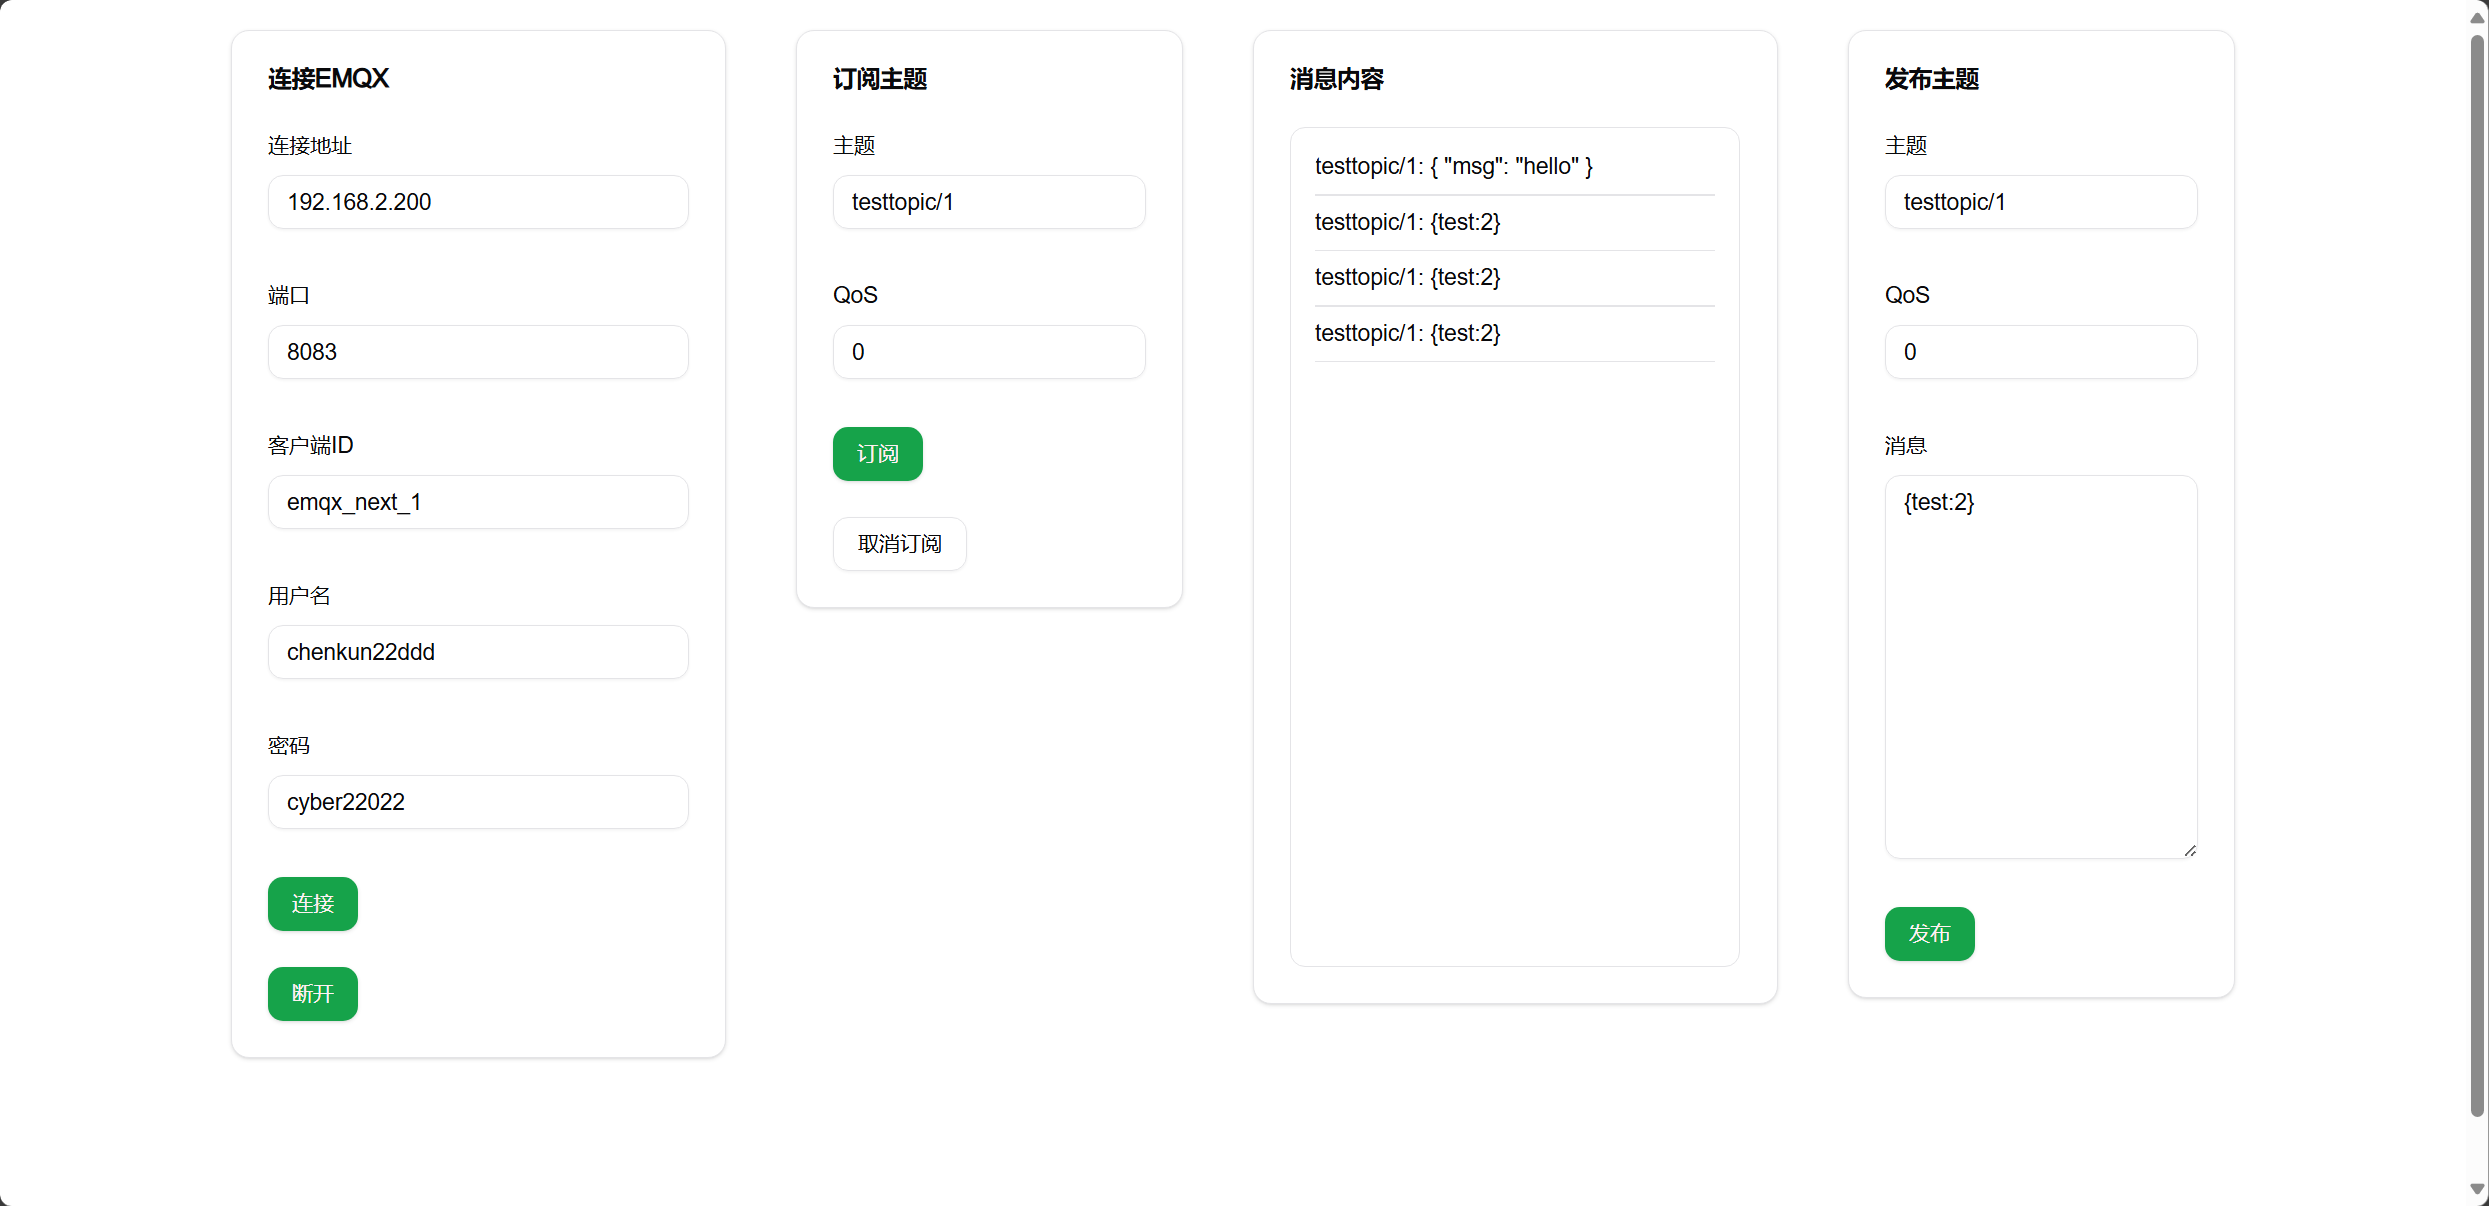 连接EMQX
连接地址
192.168.2.200
端口
8083
客户端ID
emqx_next_1
用户名
chenkun22ddd
密码
cyber22022
连接
断开
订阅主题
主题
testtopic/1
QoS
0
订阅
取消订阅
消息内容
testtopic/1: { "msg": "hello" }
testtopic/1: {test:2}
testtopic/1: {test:2}
testtopic/1: {test:2}
发布主题
主题
testtopic/1
QoS
0
消息
{test:2}
发布